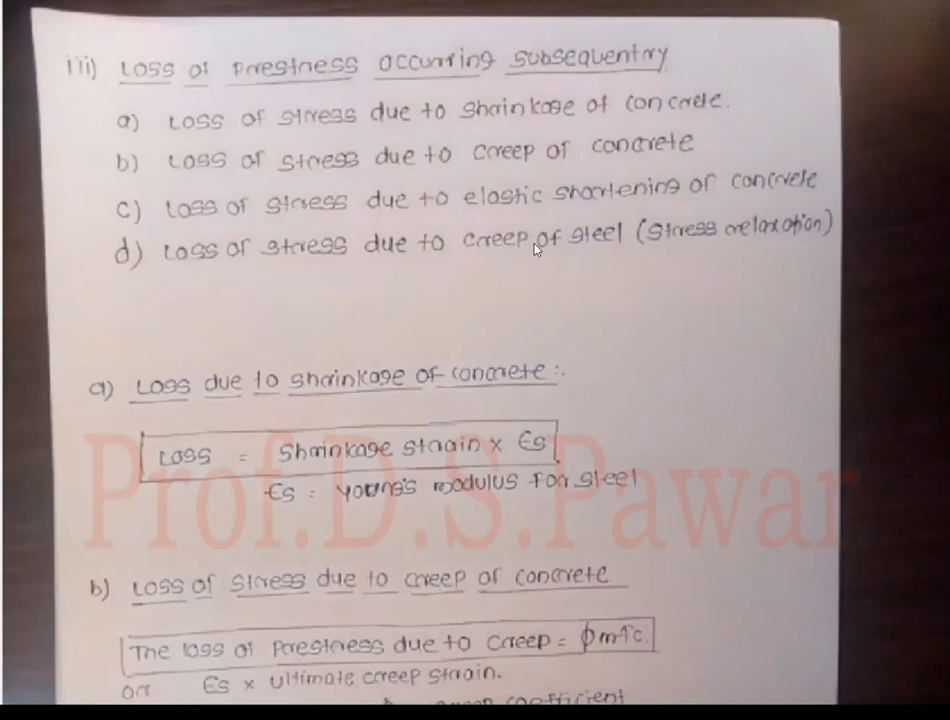 iii) Loss of Prestress occurring subsequently
a) Loss of stress due to shrinkage of concrete.
b) Loss of stress due to creep of concrete
c) Loss of stress due to elastic shortening of concrete
d) Loss of stress due to creep of steel (stress relaxation)
a) Loss due to shrinkage of concrete :.
Loss = Shrinkage strain x Es
Es = Young's modulus for steel
Prof.D.S.Pawar
b) Loss of stress due to creep of concrete
The loss of Prestress due to creep = ϕmfc.
or Es x ultimate creep strain.
coefficient